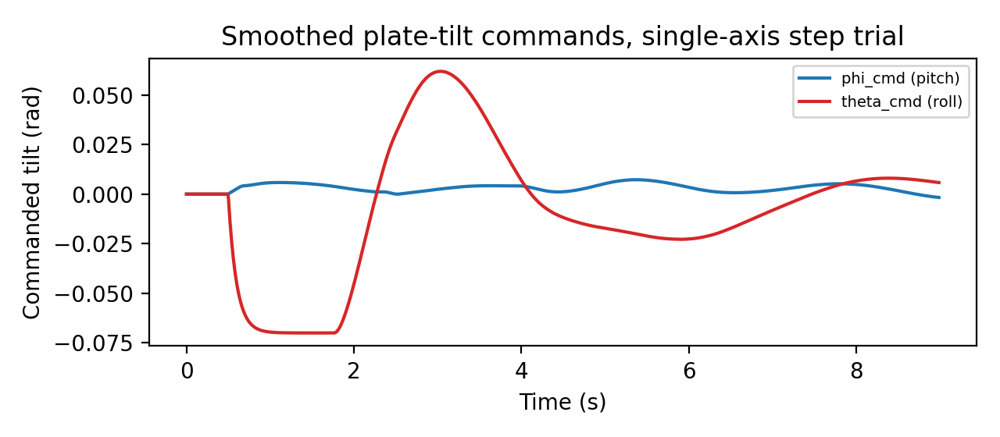 Smoothed plate-tilt commands, single-axis step trial
phi_cmd (pitch)
theta_cmd (roll)
Commanded tilt (rad)
0.050
0.025
0.000
−0.025
−0.050
−0.075
0 2 4 6 8
Time (s)